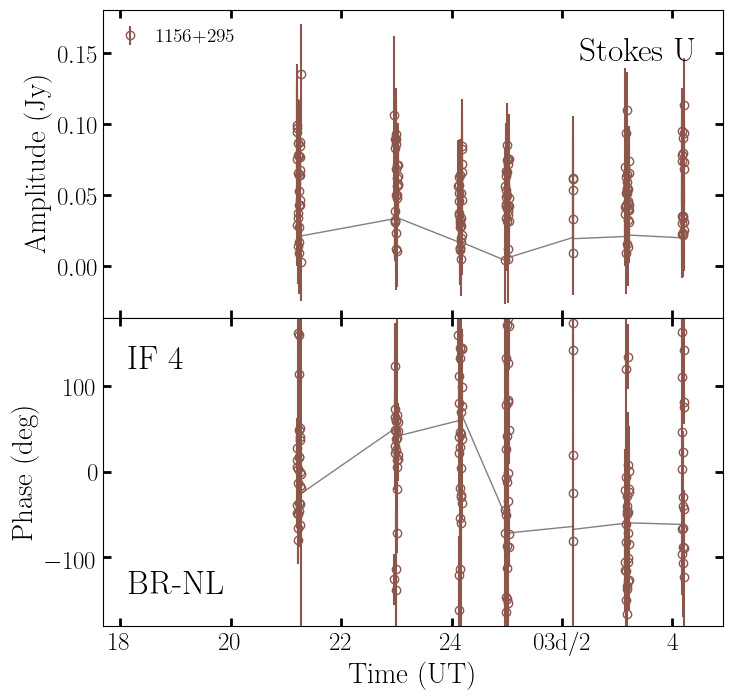 1156+295
Stokes U
0.15
0.10
0.05
0.00
Amplitude (Jy)
IF 4
100
0
−100
Phase (deg)
BR-NL
18 20 22 24 03d/2 4
Time (UT)